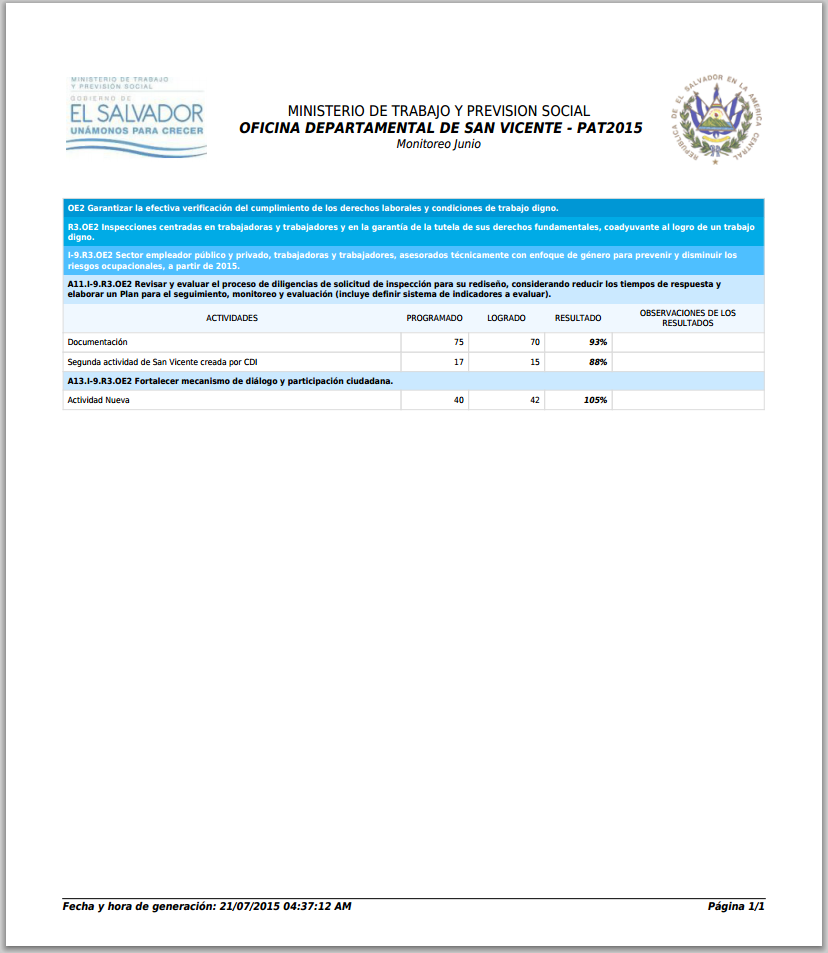 MINISTERIO DE TRABAJO
Y PREVISIÓN SOCIAL
GOBIERNO DE
EL SALVADOR
UNÁMONOS PARA CRECER
MINISTERIO DE TRABAJO Y PREVISION SOCIAL
OFICINA DEPARTAMENTAL DE SAN VICENTE - PAT2015
Monitoreo Junio
REPÚBLICA DE EL SALVADOR EN LA AMERICA CENTRAL
OE2 Garantizar la efectiva verificación del cumplimiento de los derechos laborales y condiciones de trabajo digno.
R3.OE2 Inspecciones centradas en trabajadoras y trabajadores y en la garantía de la tutela de sus derechos fundamentales, coadyuvante al logro de un trabajo
digno.
I-9.R3.OE2 Sector empleador público y privado, trabajadoras y trabajadores, asesorados técnicamente con enfoque de género para prevenir y disminuir los
riesgos ocupacionales, a partir de 2015.
A11.I-9.R3.OE2 Revisar y evaluar el proceso de diligencias de solicitud de inspección para su rediseño, considerando reducir los tiempos de respuesta y
elaborar un Plan para el seguimiento, monitoreo y evaluación (incluye definir sistema de indicadores a evaluar).
ACTIVIDADES PROGRAMADO LOGRADO RESULTADO OBSERVACIONES DE LOS
RESULTADOS
Documentación 75 70 93%
Segunda actividad de San Vicente creada por CDI 17 15 88%
A13.I-9.R3.OE2 Fortalecer mecanismo de diálogo y participación ciudadana.
Actividad Nueva 40 42 105%
Fecha y hora de generación: 21/07/2015 04:37:12 AM Página 1/1